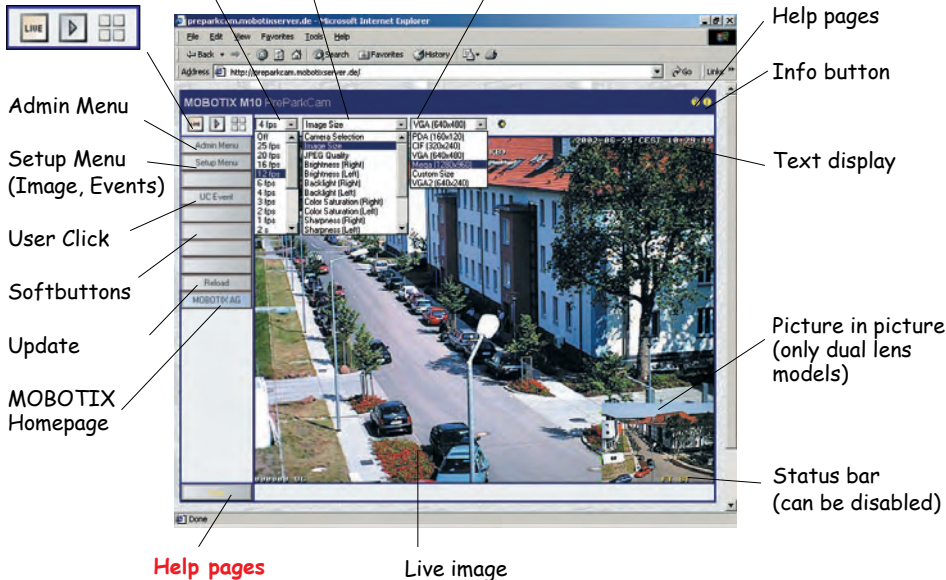 LIVE
preparkcam.mobotixserver.de - Microsoft Internet Explorer
File Edit View Favorites Tools Help
Back Search Favorites History
Address http://preparkcam.mobotixserver.de/ Go Links »
MOBOTIX M10 PreParkCam
LIVE
4 fps
Image Size
VGA (640x480)
Off
25 fps
20 fps
16 fps
12 fps
6 fps
4 fps
3 fps
2 fps
1 fps
2 s
Camera Selection
Image Size
JPEG Quality
Brightness (Right)
Brightness (Left)
Backlight (Right)
Backlight (Left)
Color Saturation (Right)
Color Saturation (Left)
Sharpness (Right)
Sharpness (Left)
PDA (160x120)
CIF (320x240)
VGA (640x480)
Mega (1280x960)
Custom Size
VGA2 (640x240)
2002-06-25 CEST 10:29:19
Admin Menu
Setup Menu
UC Event
Reload
MOBOTIX AG
Done
Admin Menu
Setup Menu
(Image, Events)
User Click
Softbuttons
Update
MOBOTIX
Homepage
Help pages
Live image
Help pages
Info button
Text display
Picture in picture
(only dual lens
models)
Status bar
(can be disabled)